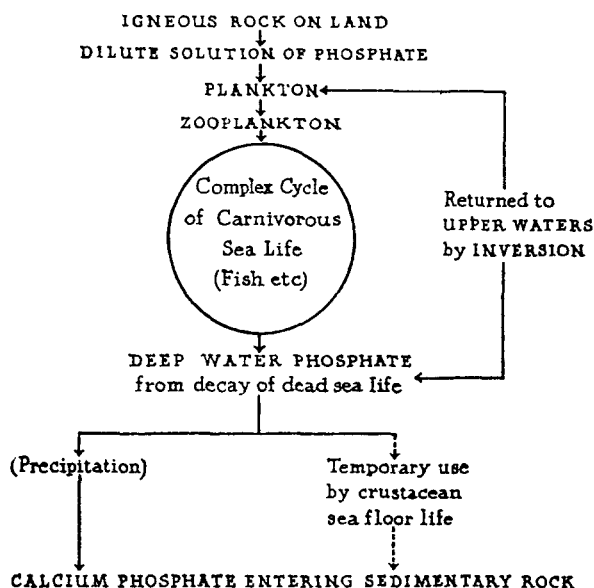 IGNEOUS ROCK ON LAND
DILUTE SOLUTION OF PHOSPHATE
PLANKTON
ZOOPLANKTON
Complex Cycle
of Carnivorous
Sea Life
(Fish etc)
Returned to
UPPER WATERS
by INVERSION
DEEP WATER PHOSPHATE
from decay of dead sea life
(Precipitation)
Temporary use
by crustacean
sea floor life
CALCIUM PHOSPHATE ENTERING SEDIMENTARY ROCK